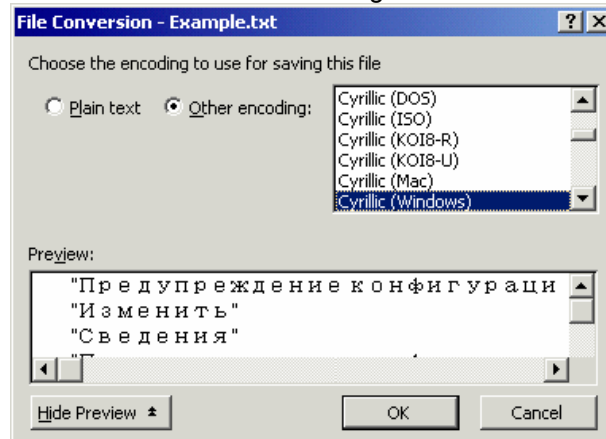 File Conversion - Example.txt
Choose the encoding to use for saving this file
Plain text Other encoding:
Cyrillic (DOS)
Cyrillic (ISO)
Cyrillic (KOI8-R)
Cyrillic (KOI8-U)
Cyrillic (Mac)
Cyrillic (Windows)
Preview:
"Предупреждение конфигураци
"Изменить"
"Сведения"
Hide Preview OK Cancel